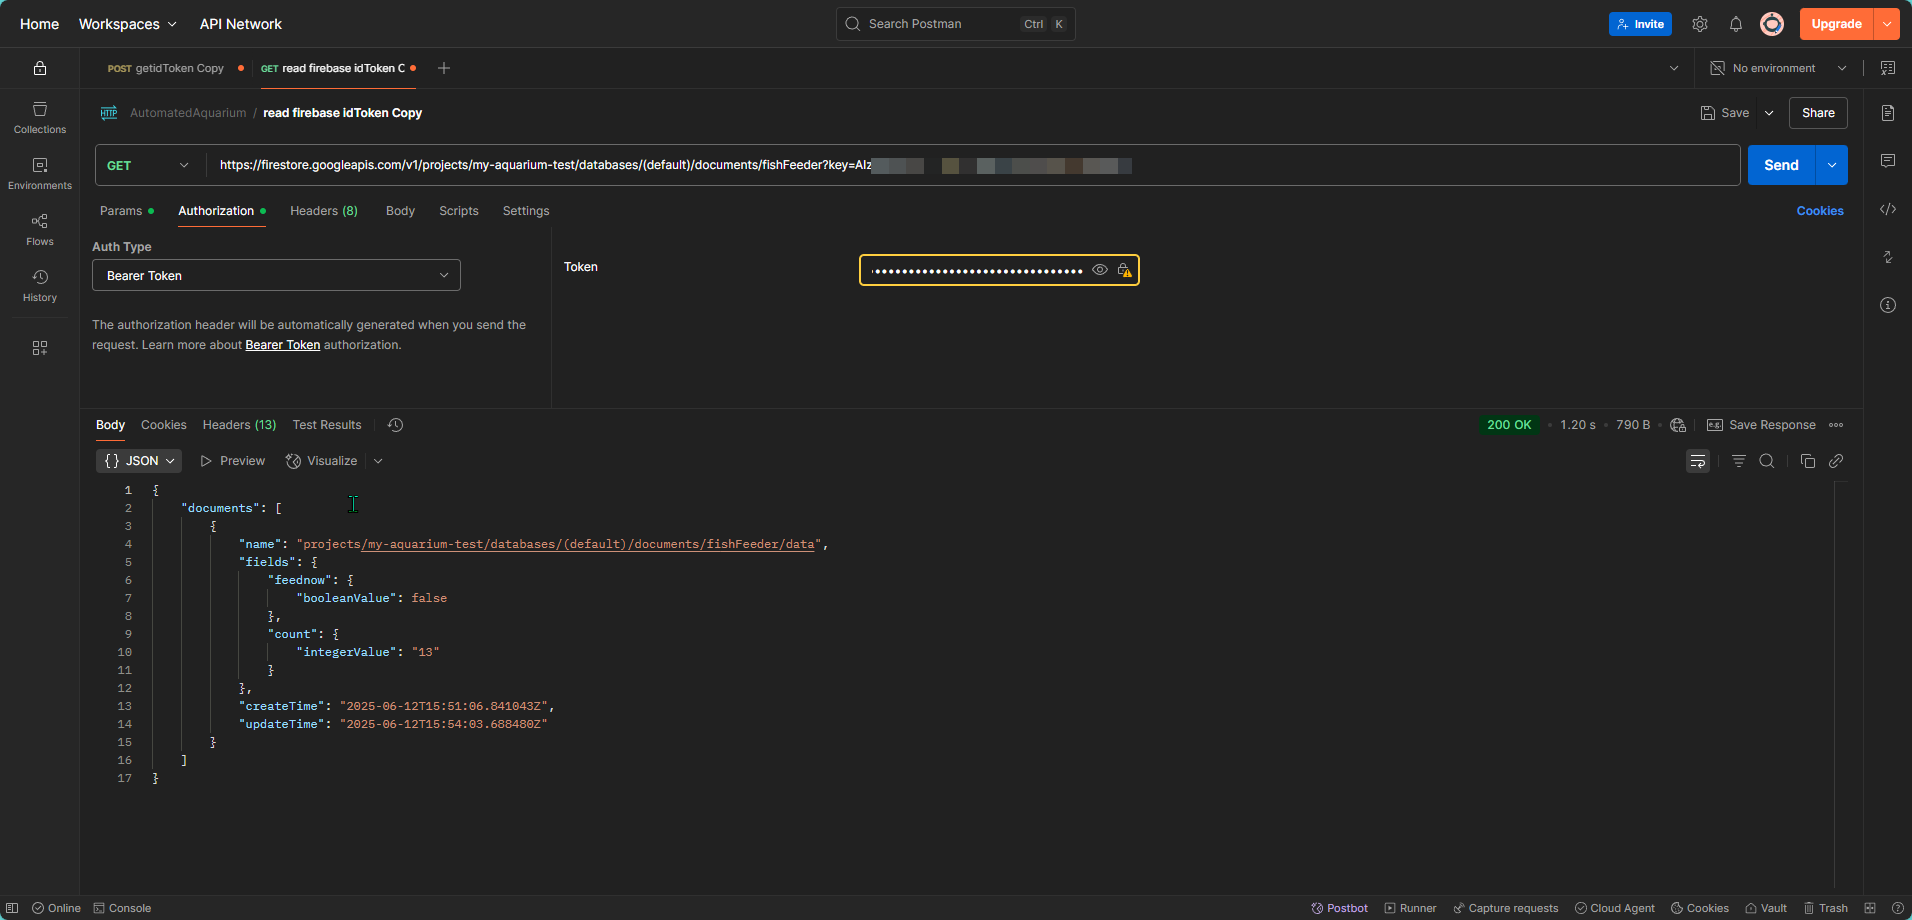 Home Workspaces API Network Search Postman Ctrl K Invite Upgrade
POST getidToken Copy GET read firebase idToken C No environment
HTTP AutomatedAquarium / read firebase idToken Copy Save Share
Collections
Environments
Flows
History
GET https://firestore.googleapis.com/v1/projects/my-aquarium-test/databases/(default)/documents/fishFeeder?key=AIz Send
Params Authorization Headers (8) Body Scripts Settings Cookies
Auth Type
Bearer Token
Token
The authorization header will be automatically generated when you send the
request. Learn more about Bearer Token authorization.
Body Cookies Headers (13) Test Results 200 OK 1.20 s 790 B e.g. Save Response
{} JSON Preview Visualize
1 {
2 "documents": [
3 {
4 "name": "projects/my-aquarium-test/databases/(default)/documents/fishFeeder/data",
5 "fields": {
6 "feednow": {
7 "booleanValue": false
8 },
9 "count": {
10 "integerValue": "13"
11 }
12 },
13 "createTime": "2025-06-12T15:51:06.841043Z",
14 "updateTime": "2025-06-12T15:54:03.688480Z"
15 }
16 ]
17 }
Online Console Postbot Runner Capture requests Cloud Agent Cookies Vault Trash